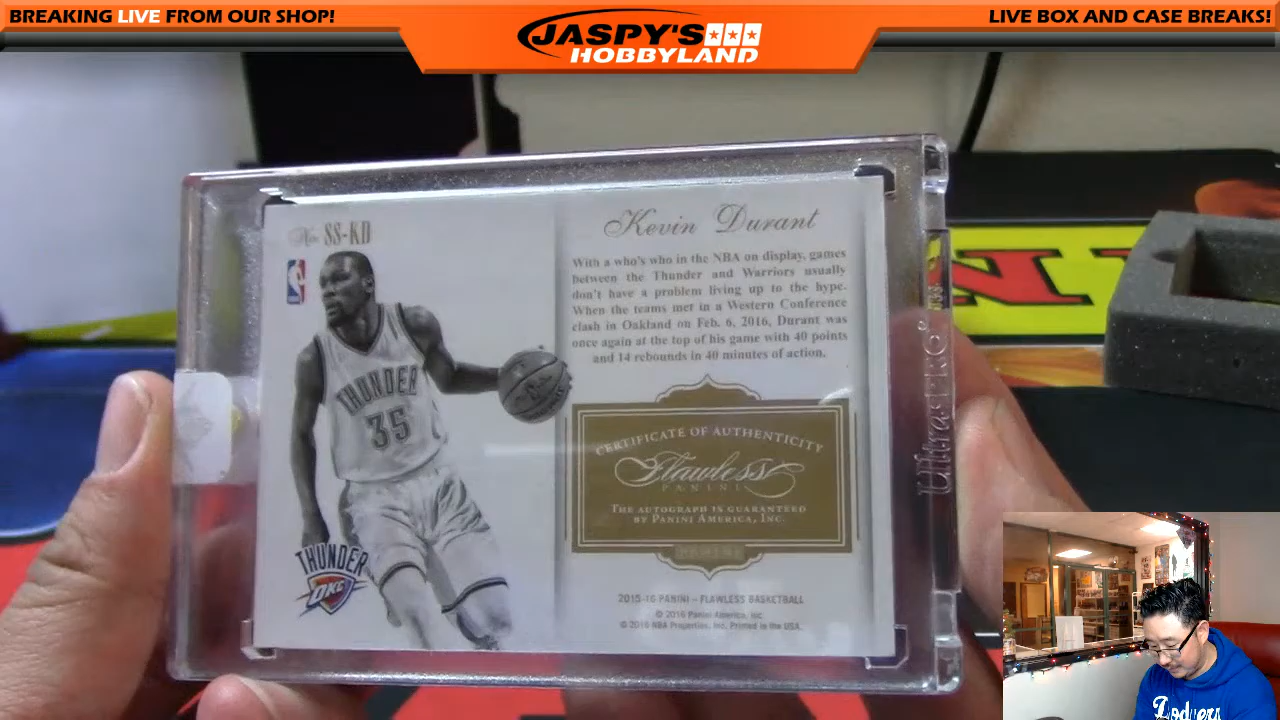 BREAKING LIVE FROM OUR SHOP!
JASPY'S
HOBBYLAND
LIVE BOX AND CASE BREAKS!
No. SS-KD
Kevin Durant
With a who's who in the NBA on display, games
between the Thunder and Warriors usually
don't have a problem living up to the hype.
When the teams met in a Western Conference
clash in Oakland on Feb. 6, 2016, Durant was
once again at the top of his game with 40 points
and 14 rebounds in 40 minutes of action.
THUNDER
35
CERTIFICATE OF AUTHENTICITY
Flawless
PANINI
THE AUTOGRAPH IS GUARANTEED
BY PANINI AMERICA, INC.
PANINI
THUNDER
OKC
2015-16 PANINI – FLAWLESS BASKETBALL
© 2016 Panini America, Inc.
© 2016 NBA Properties, Inc. Printed in the USA.
Ultra PRO
Dodgers